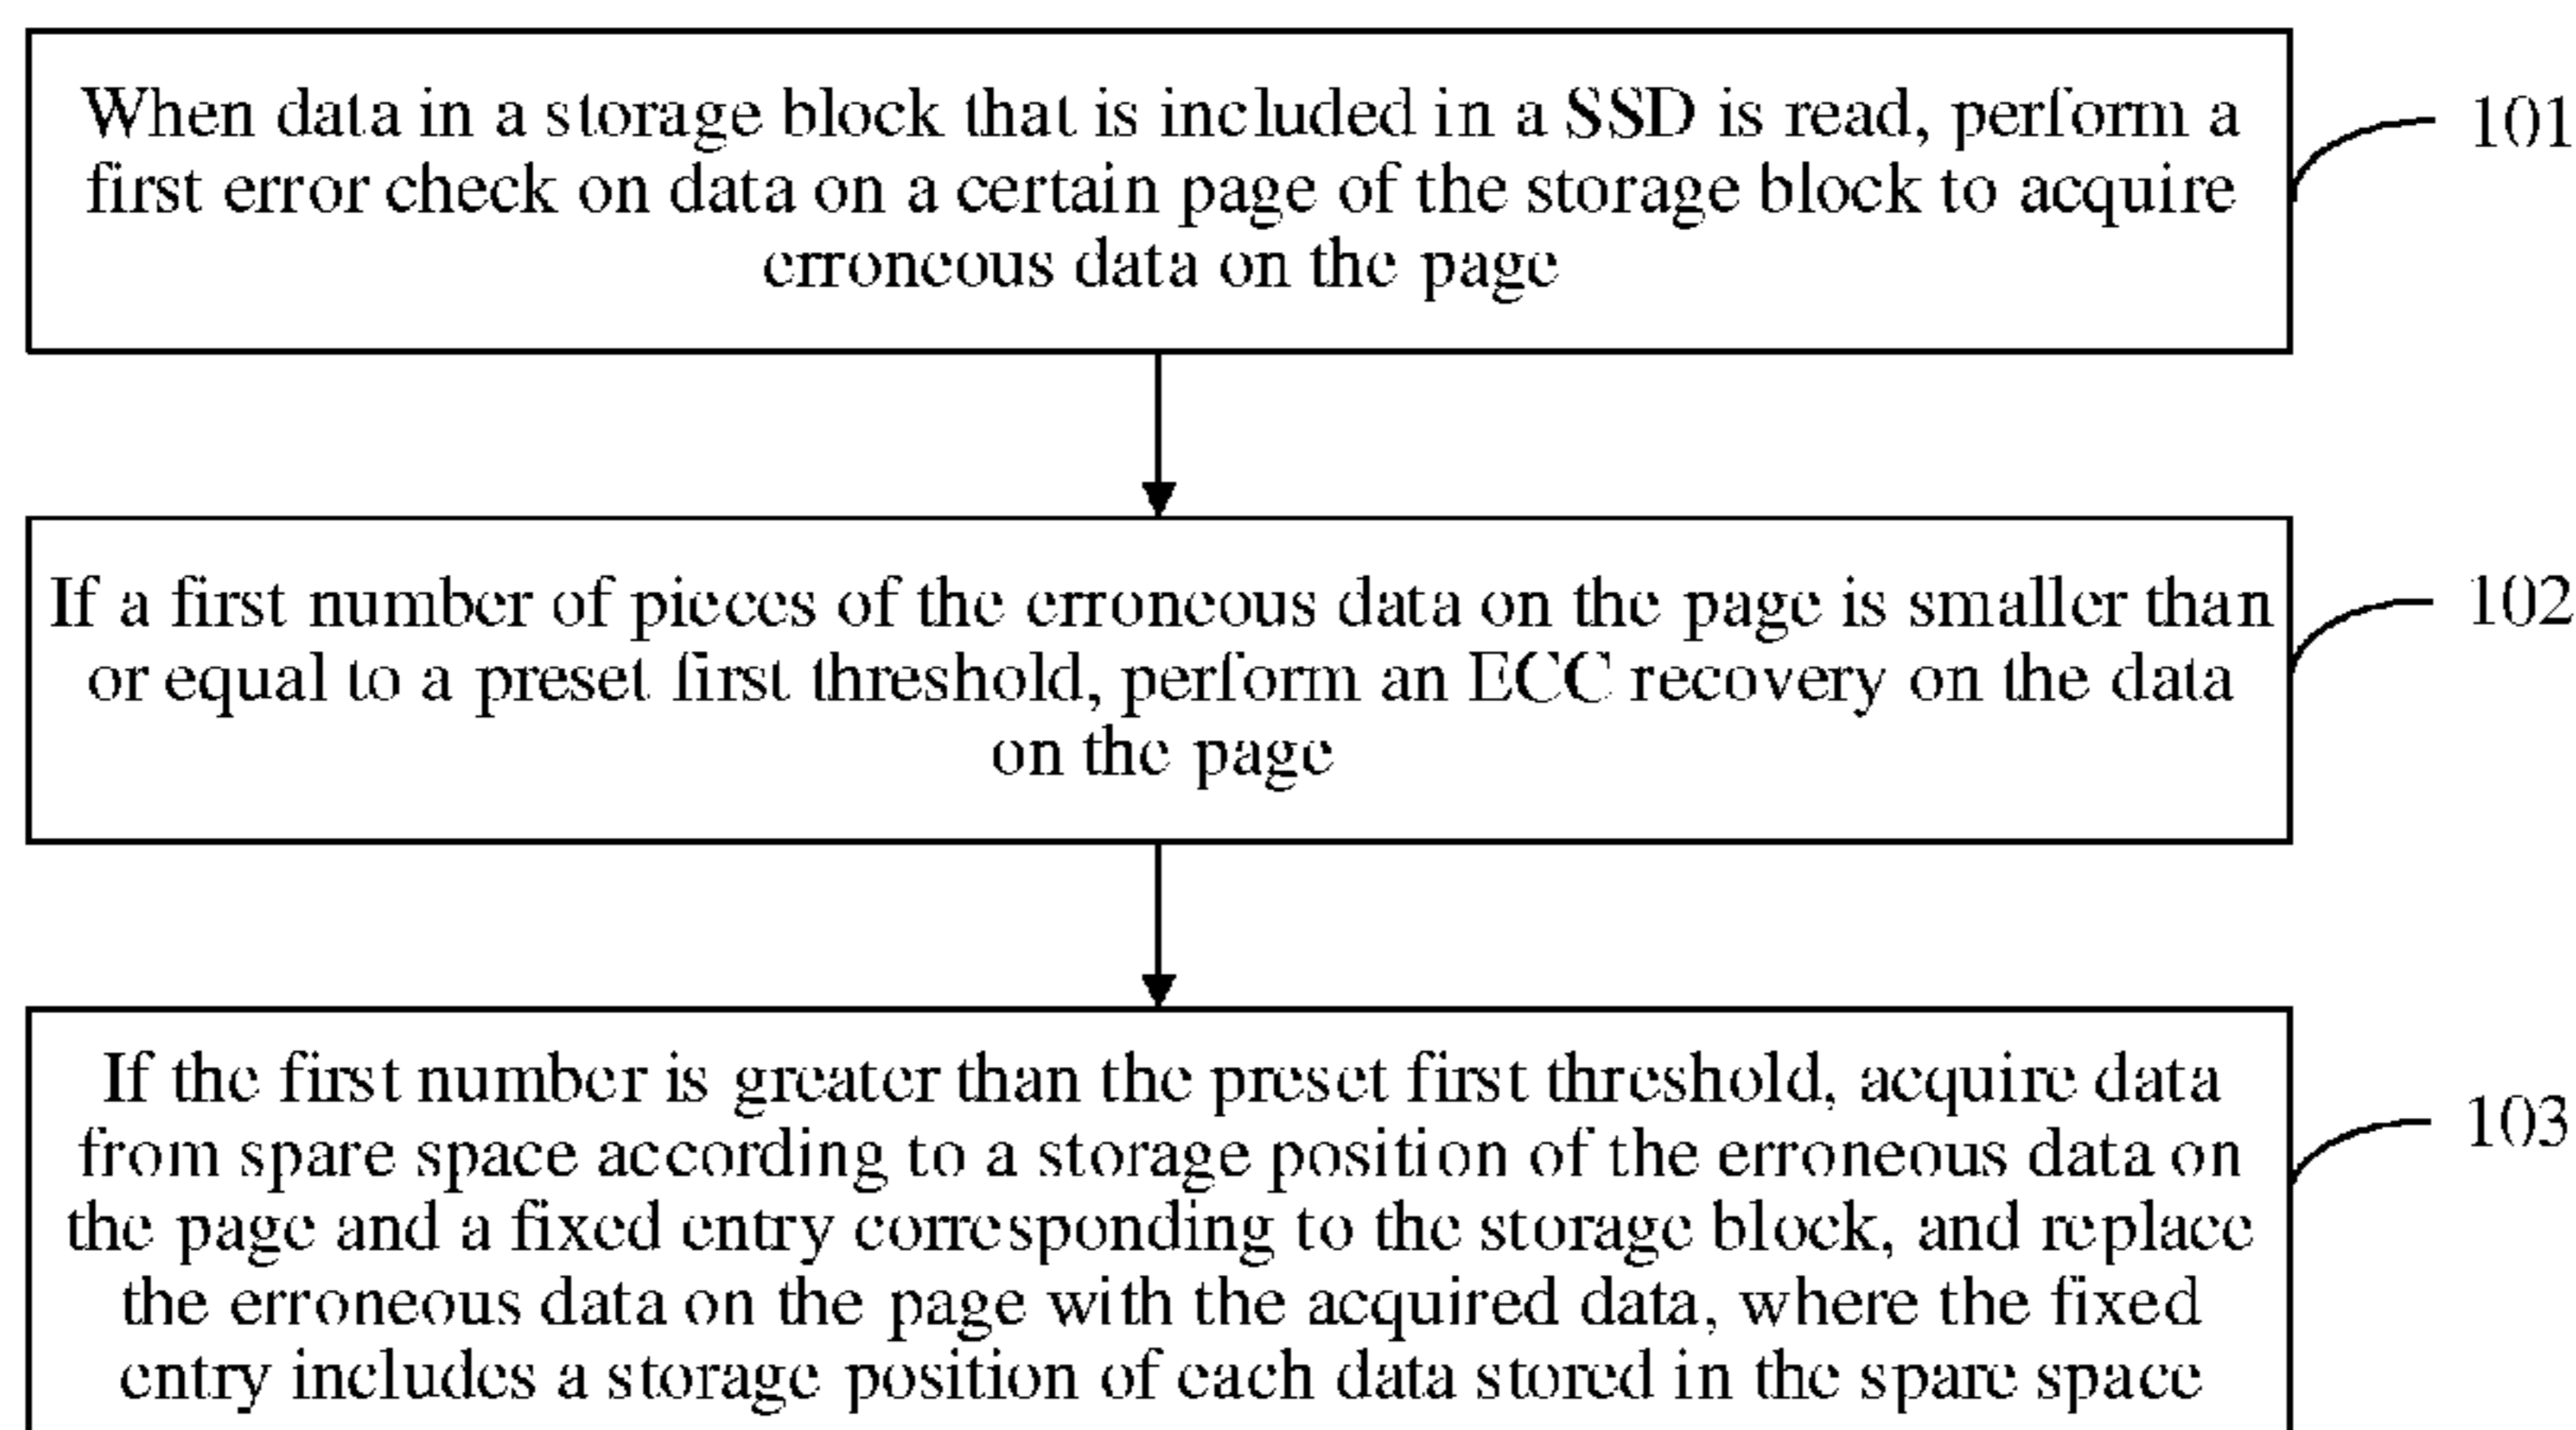 When data in a storage block that is included in a SSD is read, perform a
first error check on data on a certain page of the storage block to acquire
erroneous data on the page
101
If a first number of pieces of the erroneous data on the page is smaller than
or equal to a preset first threshold, perform an ECC recovery on the data
on the page
102
If the first number is greater than the preset first threshold, acquire data
from spare space according to a storage position of the erroneous data on
the page and a fixed entry corresponding to the storage block, and replace
the erroneous data on the page with the acquired data, where the fixed
entry includes a storage position of each data stored in the spare space
103